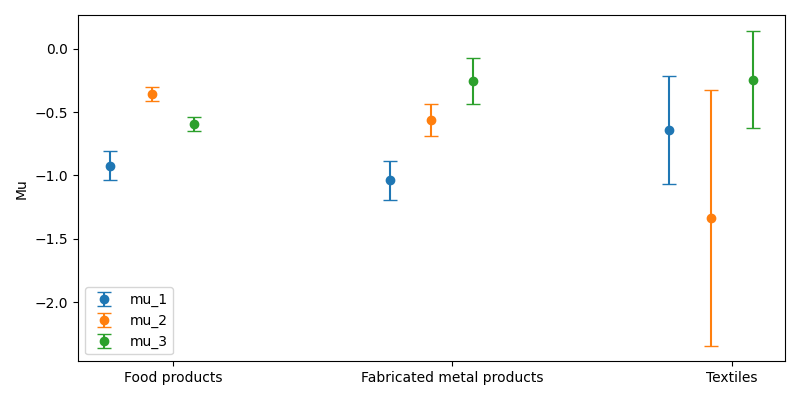 0.0
−0.5
−1.0
−1.5
−2.0
Mu
mu_1
mu_2
mu_3
Food products
Fabricated metal products
Textiles